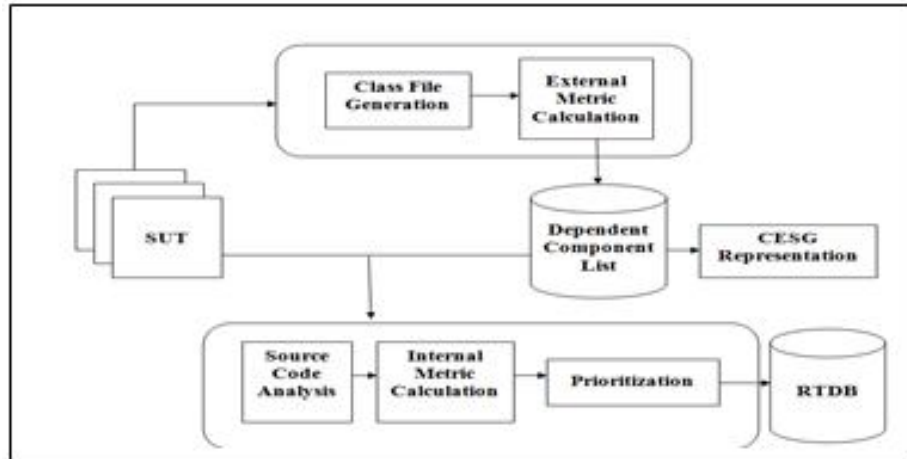 Class File
Generation
External
Metric
Calculation
SUT
Dependent
Component
List
CESG
Representation
Source
Code
Analysis
Internal
Metric
Calculation
Prioritization
RTDB